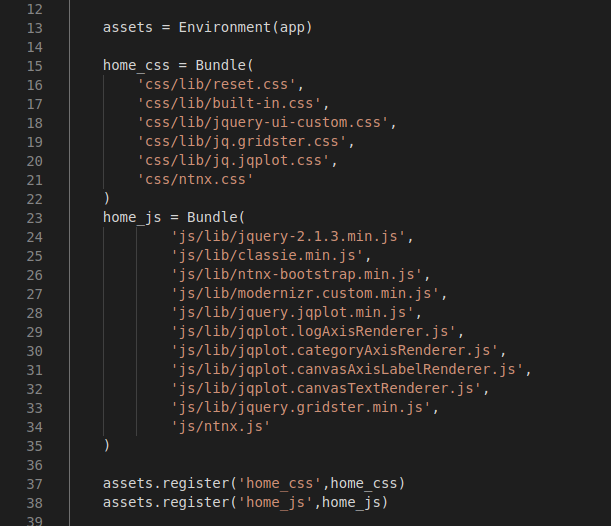 12
13 assets = Environment(app)
14
15 home_css = Bundle(
16 'css/lib/reset.css',
17 'css/lib/built-in.css',
18 'css/lib/jquery-ui-custom.css',
19 'css/lib/jq.gridster.css',
20 'css/lib/jq.jqplot.css',
21 'css/ntnx.css'
22 )
23 home_js = Bundle(
24 'js/lib/jquery-2.1.3.min.js',
25 'js/lib/classie.min.js',
26 'js/lib/ntnx-bootstrap.min.js',
27 'js/lib/modernizr.custom.min.js',
28 'js/lib/jquery.jqplot.min.js',
29 'js/lib/jqplot.logAxisRenderer.js',
30 'js/lib/jqplot.categoryAxisRenderer.js',
31 'js/lib/jqplot.canvasAxisLabelRenderer.js',
32 'js/lib/jqplot.canvasTextRenderer.js',
33 'js/lib/jquery.gridster.min.js',
34 'js/ntnx.js'
35 )
36
37 assets.register('home_css',home_css)
38 assets.register('home_js',home_js)
39